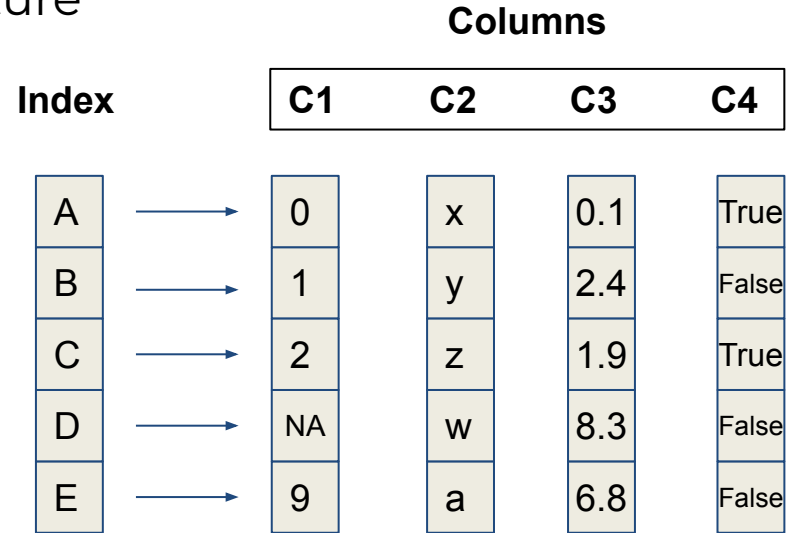 Columns
Index C1 C2 C3 C4
A 0 x 0.1 True
B 1 y 2.4 False
C 2 z 1.9 True
D NA w 8.3 False
E 9 a 6.8 False